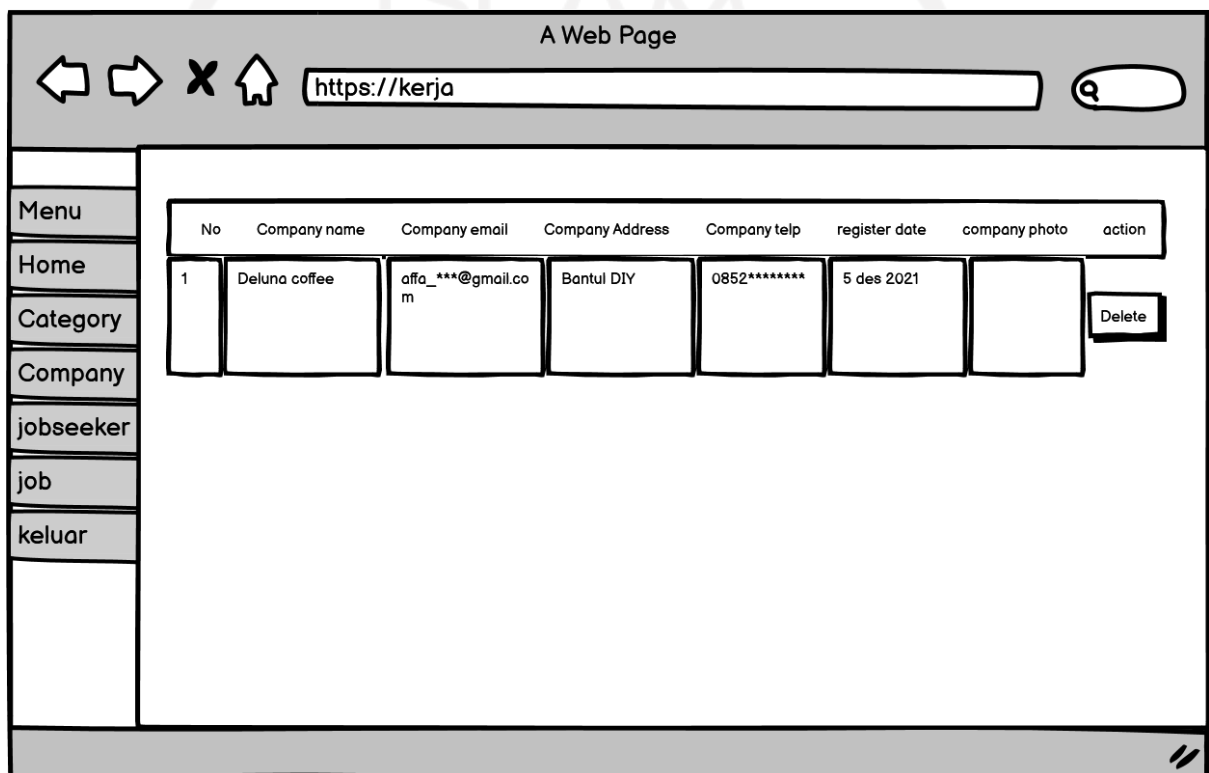 A Web Page
https://kerja
Menu
Home
Category
Company
jobseeker
job
keluar
No Company name Company email Company Address Company telp register date company photo action
1 Deluna coffee affa_***@gmail.co Bantul DIY 0852******** 5 des 2021
m
Delete